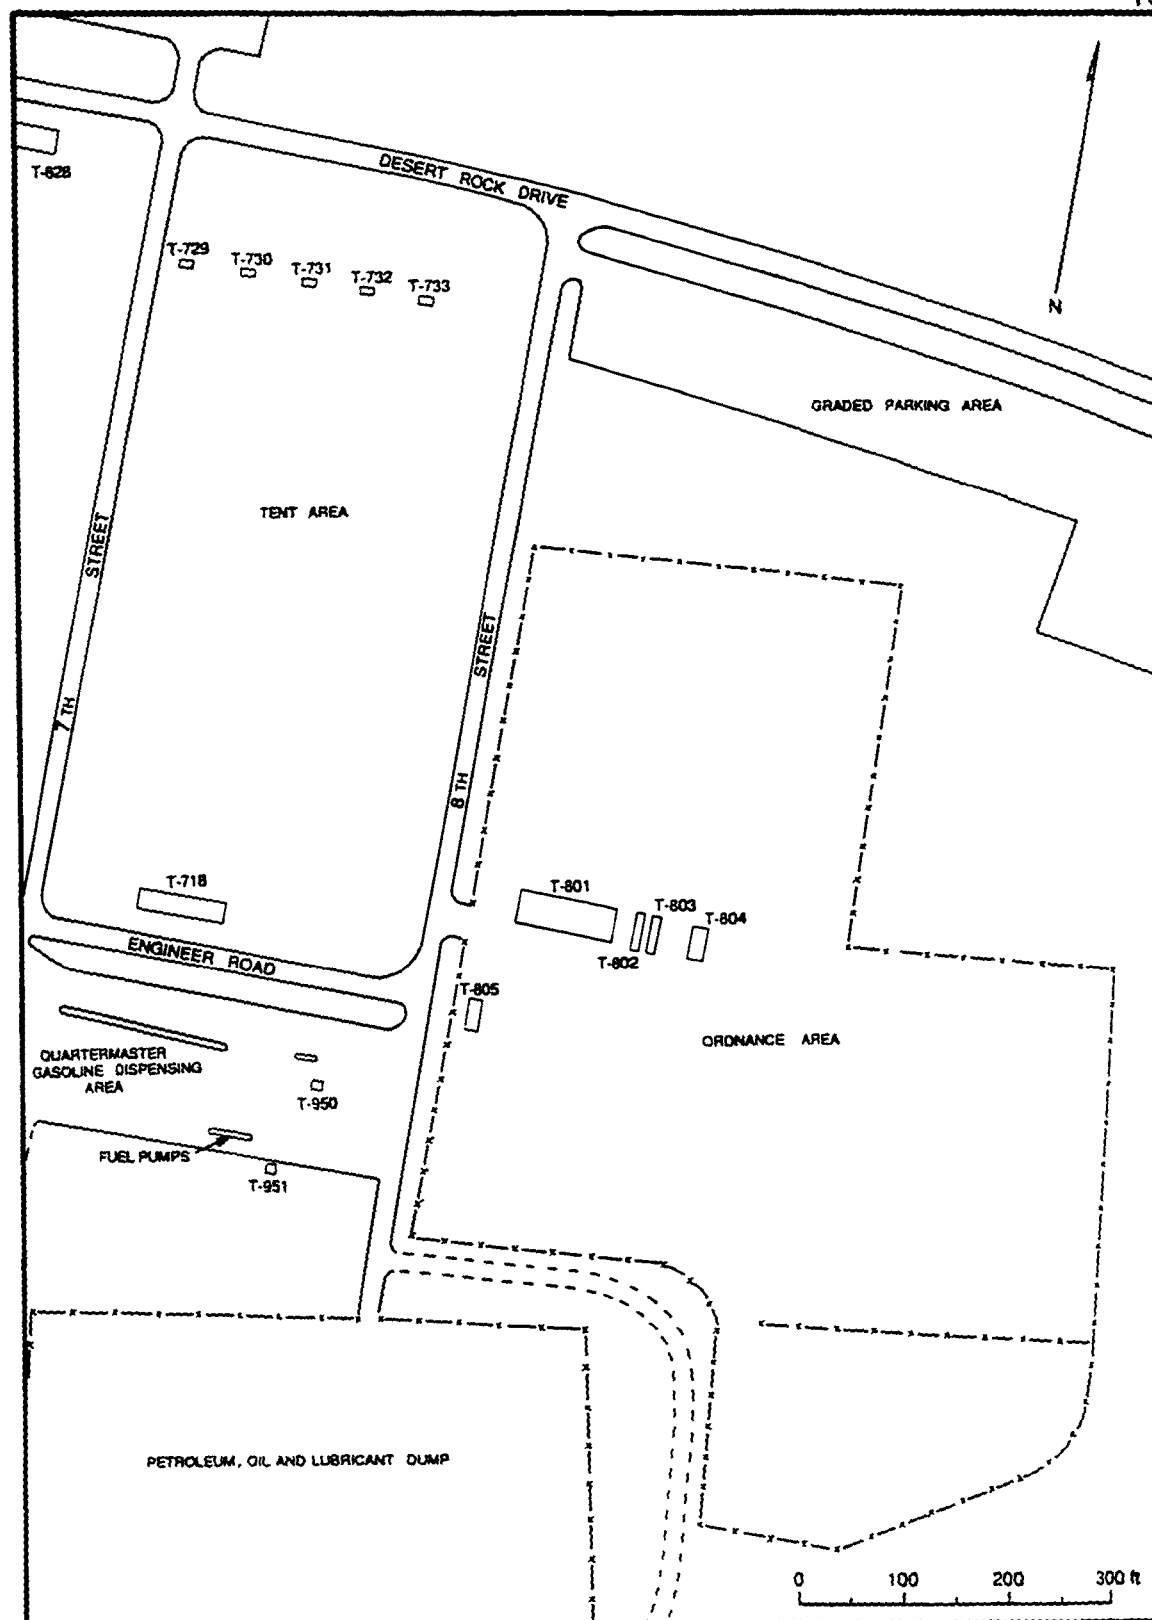 DESERT ROCK DRIVE
T-628
T-729
T-730
T-731
T-732
T-733
N
GRADED PARKING AREA
TENT AREA
7 TH STREET
8 TH STREET
T-718
T-801
T-803
T-804
T-802
ENGINEER ROAD
T-805
ORDNANCE AREA
QUARTERMASTER
GASOLINE DISPENSING
AREA
T-950
FUEL PUMPS
T-951
PETROLEUM, OIL AND LUBRICANT DUMP
0 100 200 300 ft